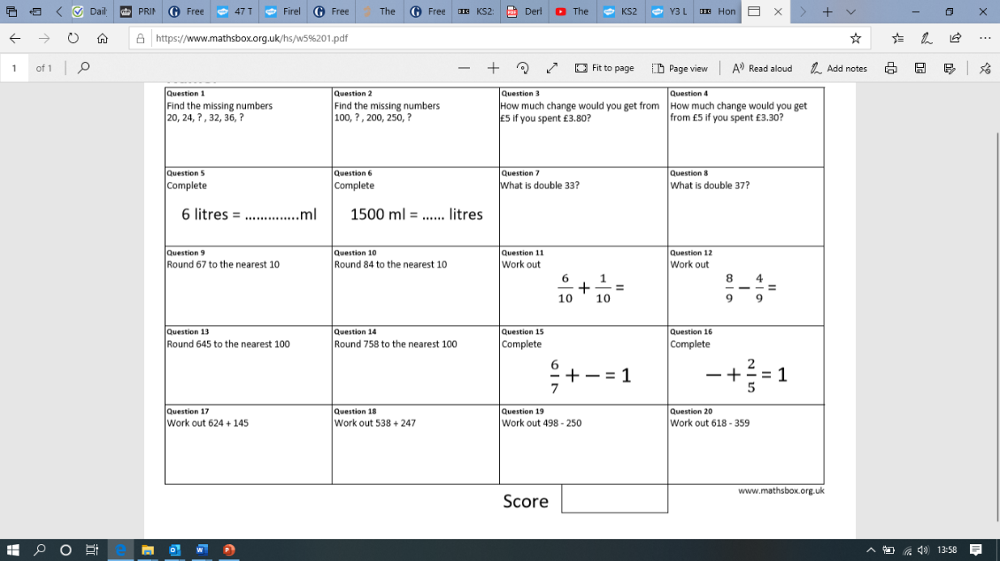 Dail
PRIN
Free
47 T
Firel
Free
The
Free
KS2:
Derl
The
KS2
Y3 L
Hon
https://www.mathsbox.org.uk/hs/w5%201.pdf
1 of 1
Fit to page
Page view
Read aloud
Add notes
Question 1
Find the missing numbers
20, 24, ? , 32, 36, ?
Question 2
Find the missing numbers
100, ? , 200, 250, ?
Question 3
How much change would you get from
£5 if you spent £3.80?
Question 4
How much change would you get
from £5 if you spent £3.30?
Question 5
Complete
6 litres = ..............ml
Question 6
Complete
1500 ml = ...... litres
Question 7
What is double 33?
Question 8
What is double 37?
Question 9
Round 67 to the nearest 10
Question 10
Round 84 to the nearest 10
Question 11
Work out
6/10 + 1/10 =
Question 12
Work out
8/9 − 4/9 =
Question 13
Round 645 to the nearest 100
Question 14
Round 758 to the nearest 100
Question 15
Complete
6/7 + − = 1
Question 16
Complete
− + 2/5 = 1
Question 17
Work out 624 + 145
Question 18
Work out 538 + 247
Question 19
Work out 498 - 250
Question 20
Work out 618 - 359
www.mathsbox.org.uk
Score
13:58